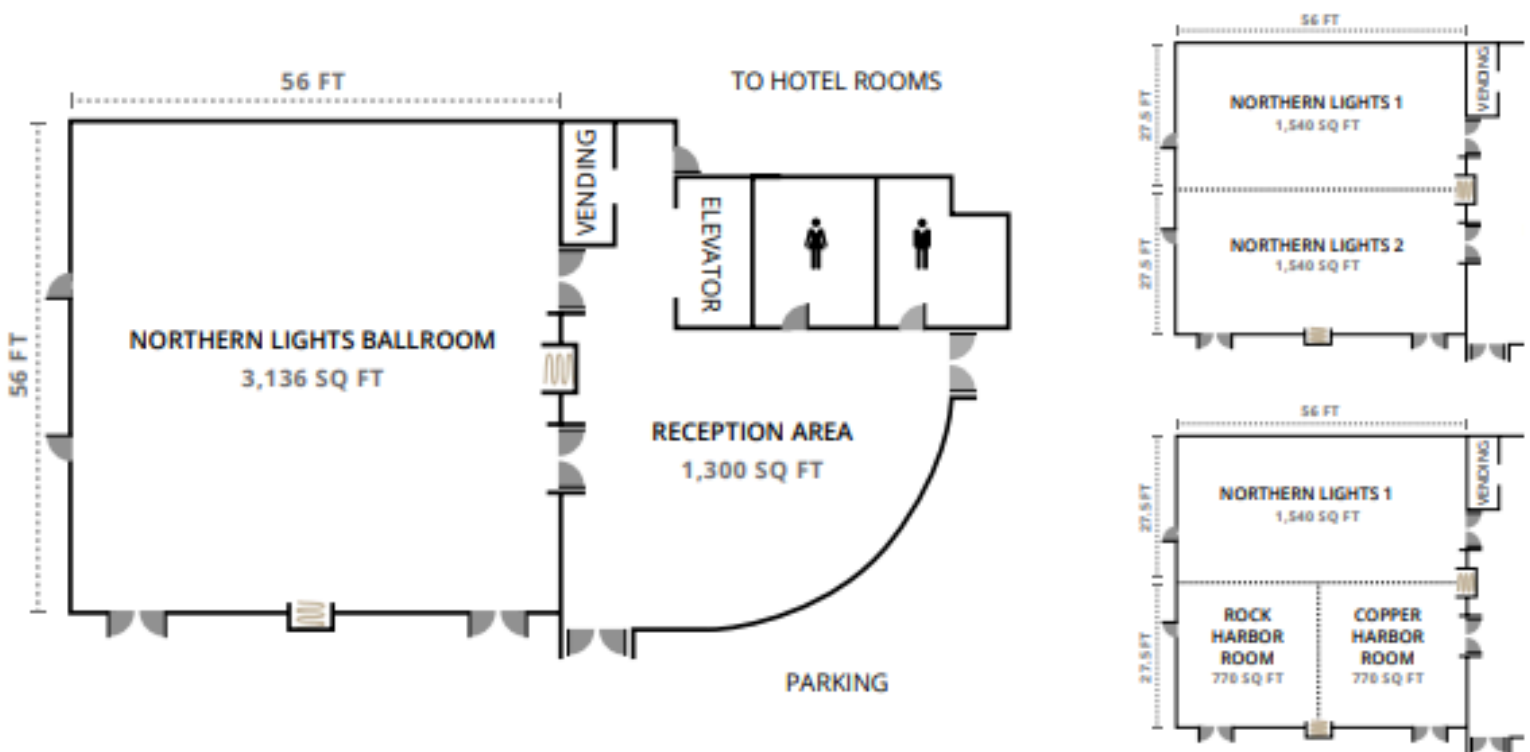 56 FT
TO HOTEL ROOMS
VENDING
ELEVATOR
56 FT
NORTHERN LIGHTS BALLROOM
3,136 SQ FT
RECEPTION AREA
1,300 SQ FT
PARKING
56 FT
VENDING
27.5 FT
NORTHERN LIGHTS 1
1,540 SQ FT
27.5 FT
NORTHERN LIGHTS 2
1,540 SQ FT
56 FT
VENDING
27.5 FT
NORTHERN LIGHTS 1
1,540 SQ FT
27.5 FT
ROCK
HARBOR
ROOM
770 SQ FT
COPPER
HARBOR
ROOM
770 SQ FT